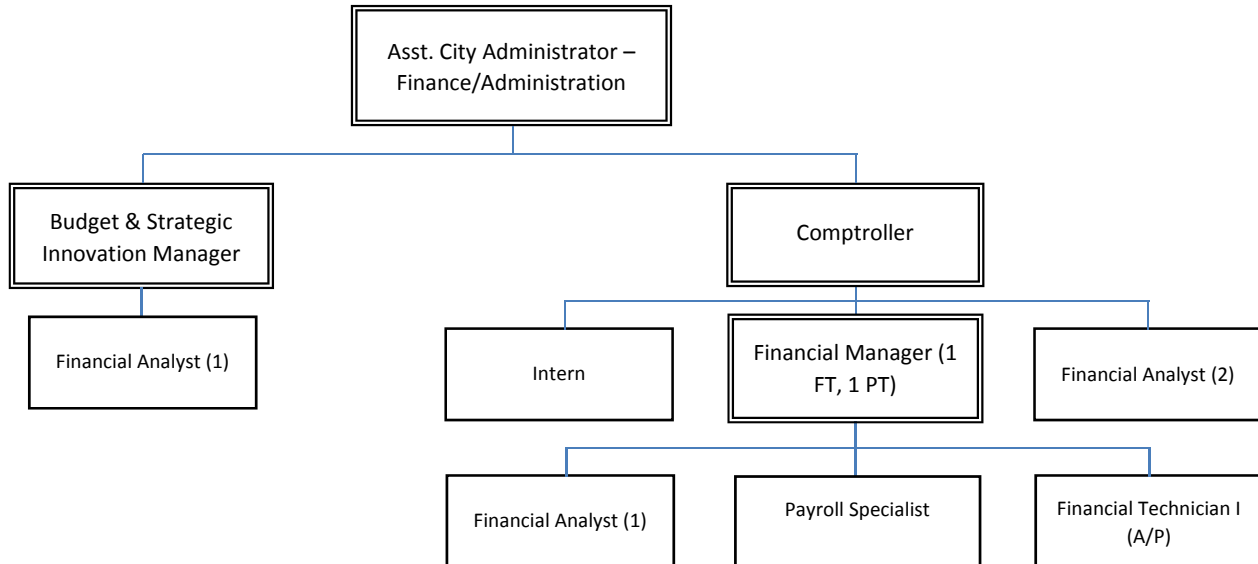 Asst. City Administrator –
Finance/Administration
Budget & Strategic
Innovation Manager
Comptroller
Financial Analyst (1)
Intern
Financial Manager (1
FT, 1 PT)
Financial Analyst (2)
Financial Analyst (1)
Payroll Specialist
Financial Technician I
(A/P)